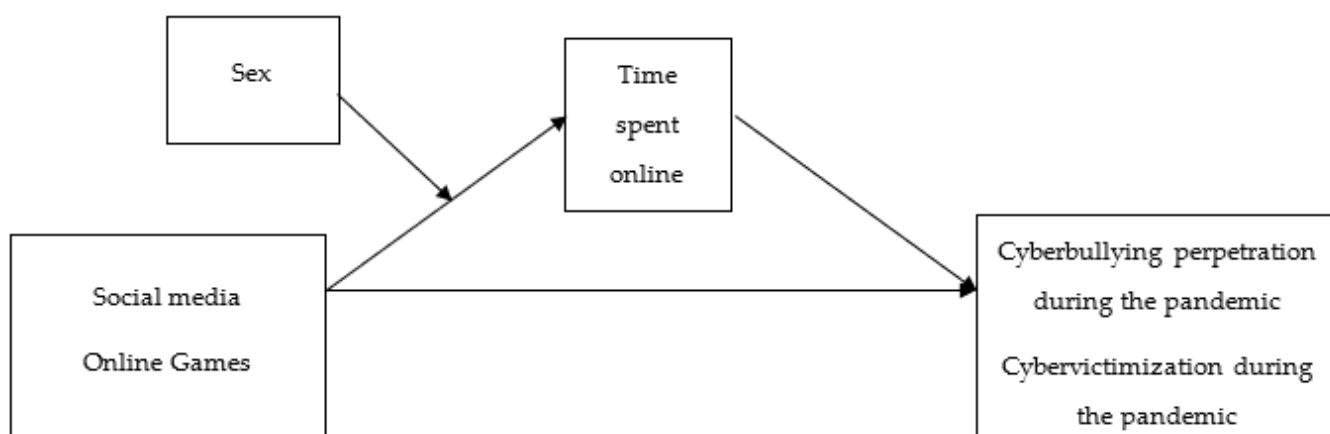 Sex
Time
spent
online
Social media
Online Games
Cyberbullying perpetration
during the pandemic
Cybervictimization during
the pandemic